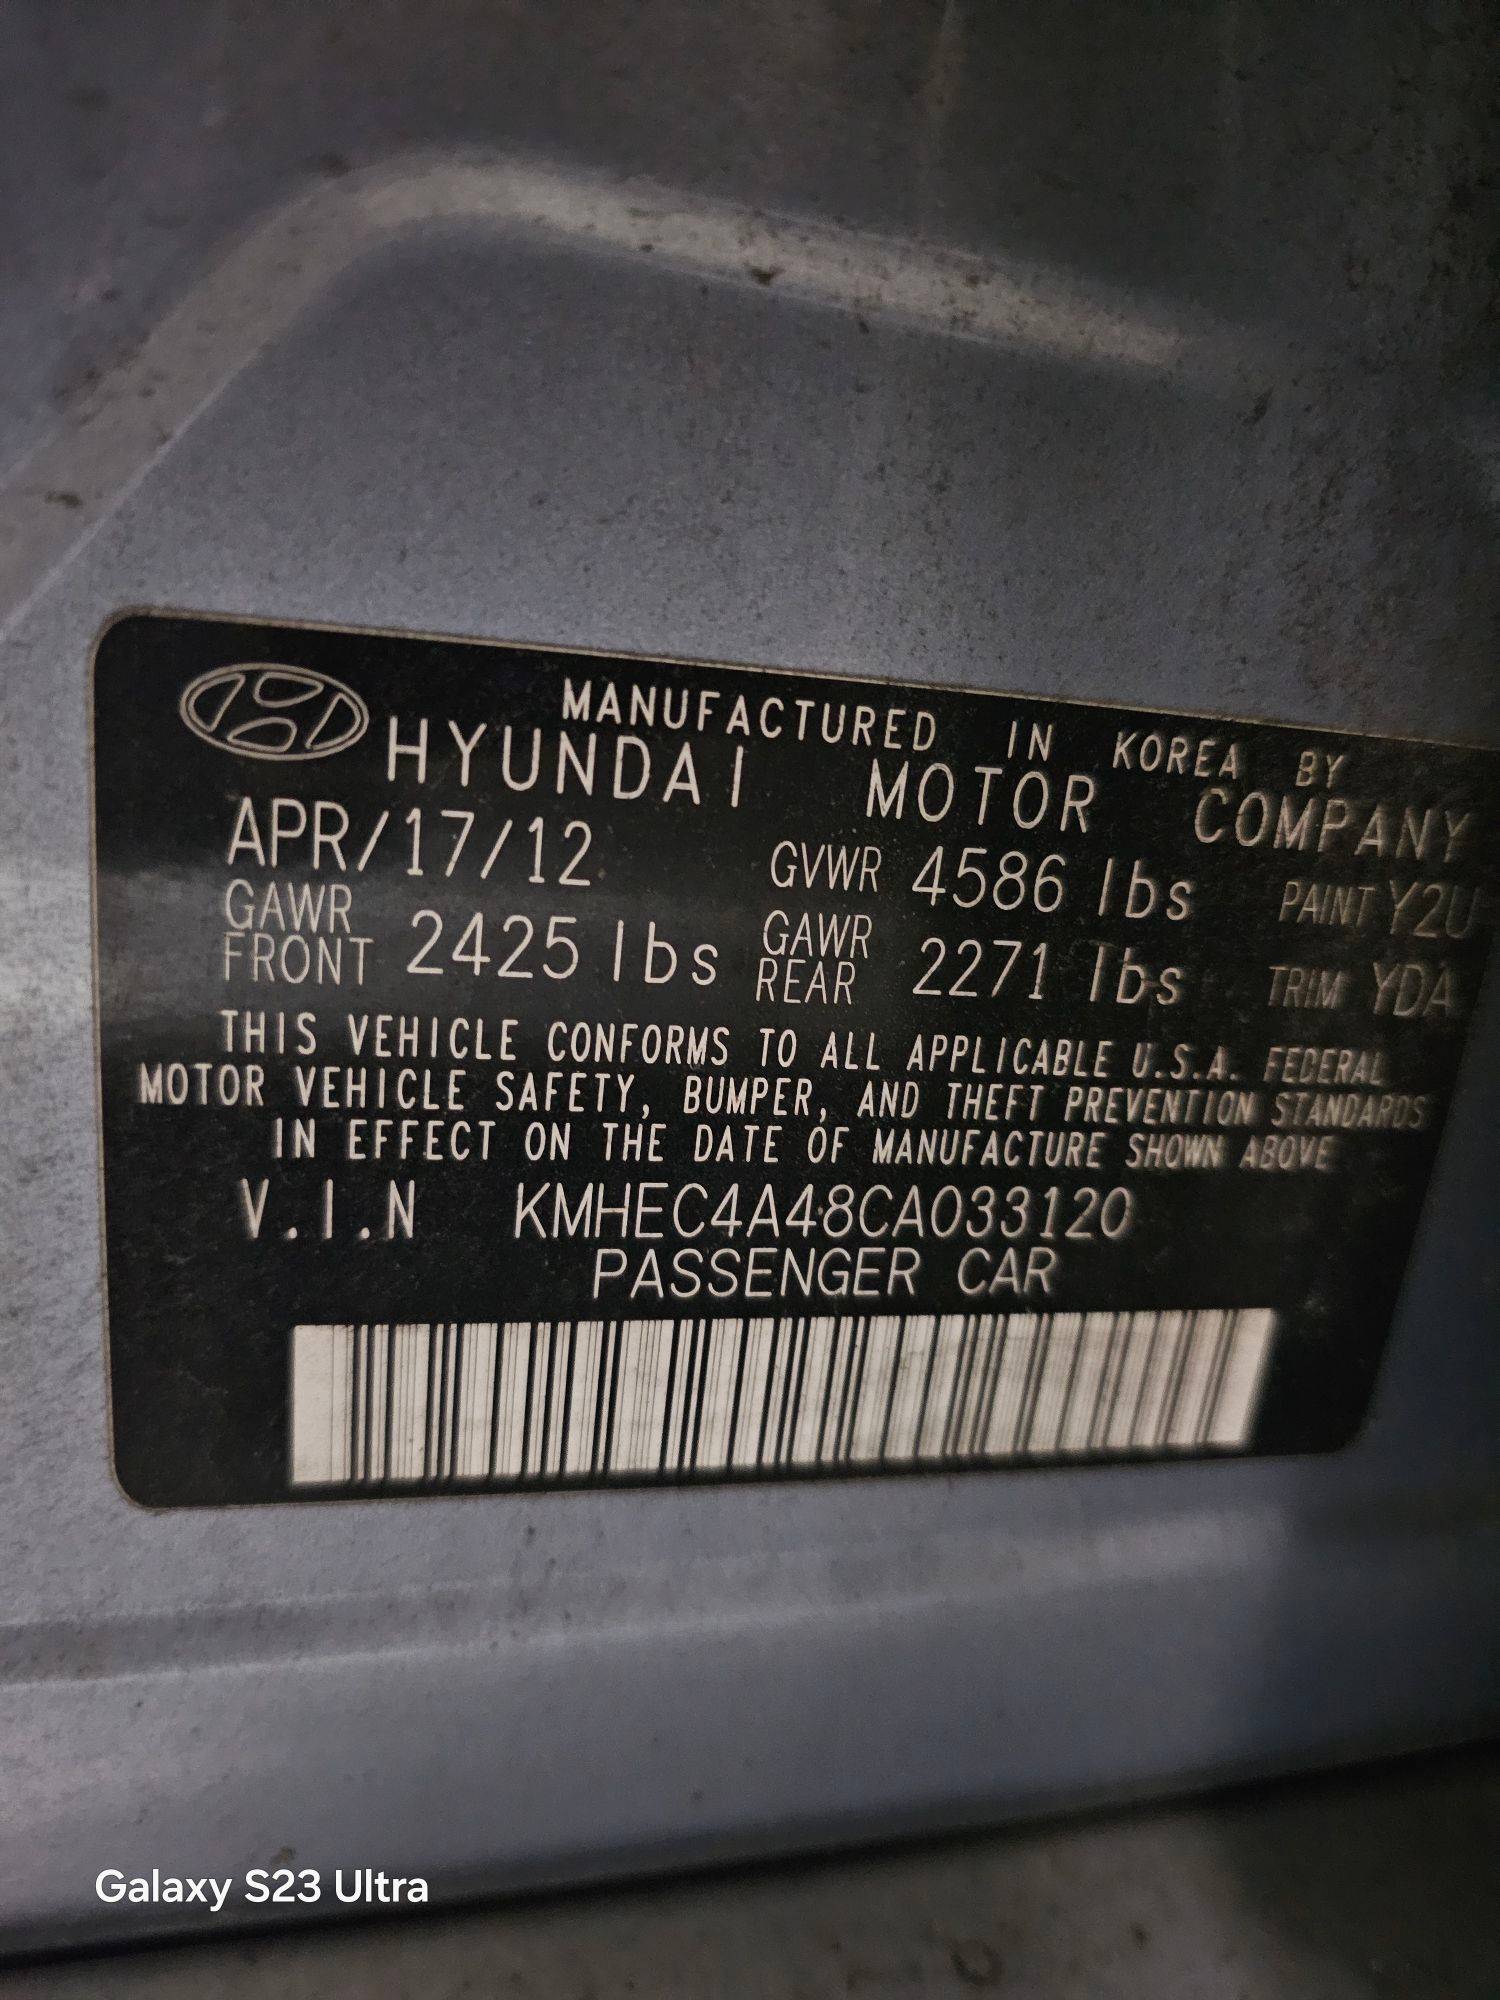 MANUFACTURED IN KOREA BY
HYUNDAI MOTOR COMPANY
APR/17/12 GVWR 4586 lbs PAINT Y2U
GAWR FRONT 2425 lbs GAWR REAR 2271 lbs TRIM YDA
THIS VEHICLE CONFORMS TO ALL APPLICABLE U.S.A. FEDERAL
MOTOR VEHICLE SAFETY, BUMPER, AND THEFT PREVENTION STANDARDS
IN EFFECT ON THE DATE OF MANUFACTURE SHOWN ABOVE
V.I.N KMHEC4A48CA033120
PASSENGER CAR
Galaxy S23 Ultra